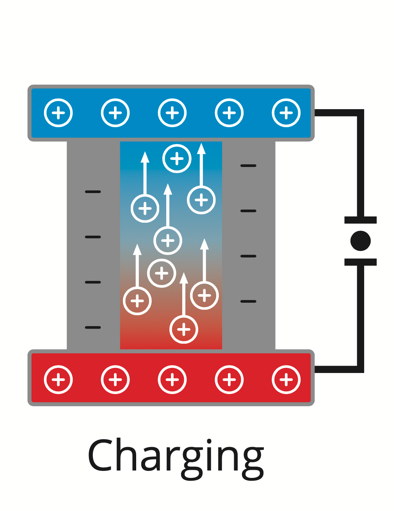 + + + + +
+
+ +
+
+
+ +
+
+ + + + +
− − − − − − − −
Charging